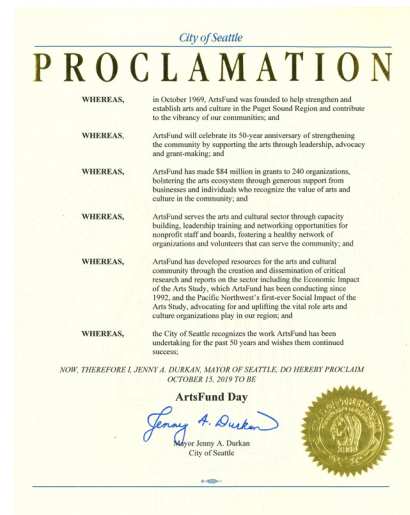 City of Seattle
PROCLAMATION
WHEREAS, in October 1969, ArtsFund was founded to help strengthen and
establish arts and culture in the Puget Sound Region and contribute
to the vibrancy of our communities; and
WHEREAS, ArtsFund will celebrate its 50-year anniversary of strengthening
the community by supporting the arts through leadership, advocacy
and grant-making; and
WHEREAS, ArtsFund has made $84 million in grants to 240 organizations,
bolstering the arts ecosystem through generous support from
businesses and individuals who recognize the value of arts and
culture in the community; and
WHEREAS, ArtsFund serves the arts and cultural sector through capacity
building, leadership training and networking opportunities for
nonprofit staff and boards, fostering a healthy network of
organizations and volunteers that can serve the community; and
WHEREAS, ArtsFund has developed resources for the arts and cultural
community through the creation and dissemination of critical
research and reports on the sector including the Economic Impact
of the Arts Study, which ArtsFund has been conducting since
1992, and the Pacific Northwest's first-ever Social Impact of the
Arts Study, advocating for and uplifting the vital role arts and
culture organizations play in our region; and
WHEREAS, the City of Seattle recognizes the work ArtsFund has been
undertaking for the past 50 years and wishes them continued
success;
NOW, THEREFORE I, JENNY A. DURKAN, MAYOR OF SEATTLE, DO HEREBY PROCLAIM
OCTOBER 15, 2019 TO BE
ArtsFund Day
Jenny A. Durkan
Mayor Jenny A. Durkan
City of Seattle